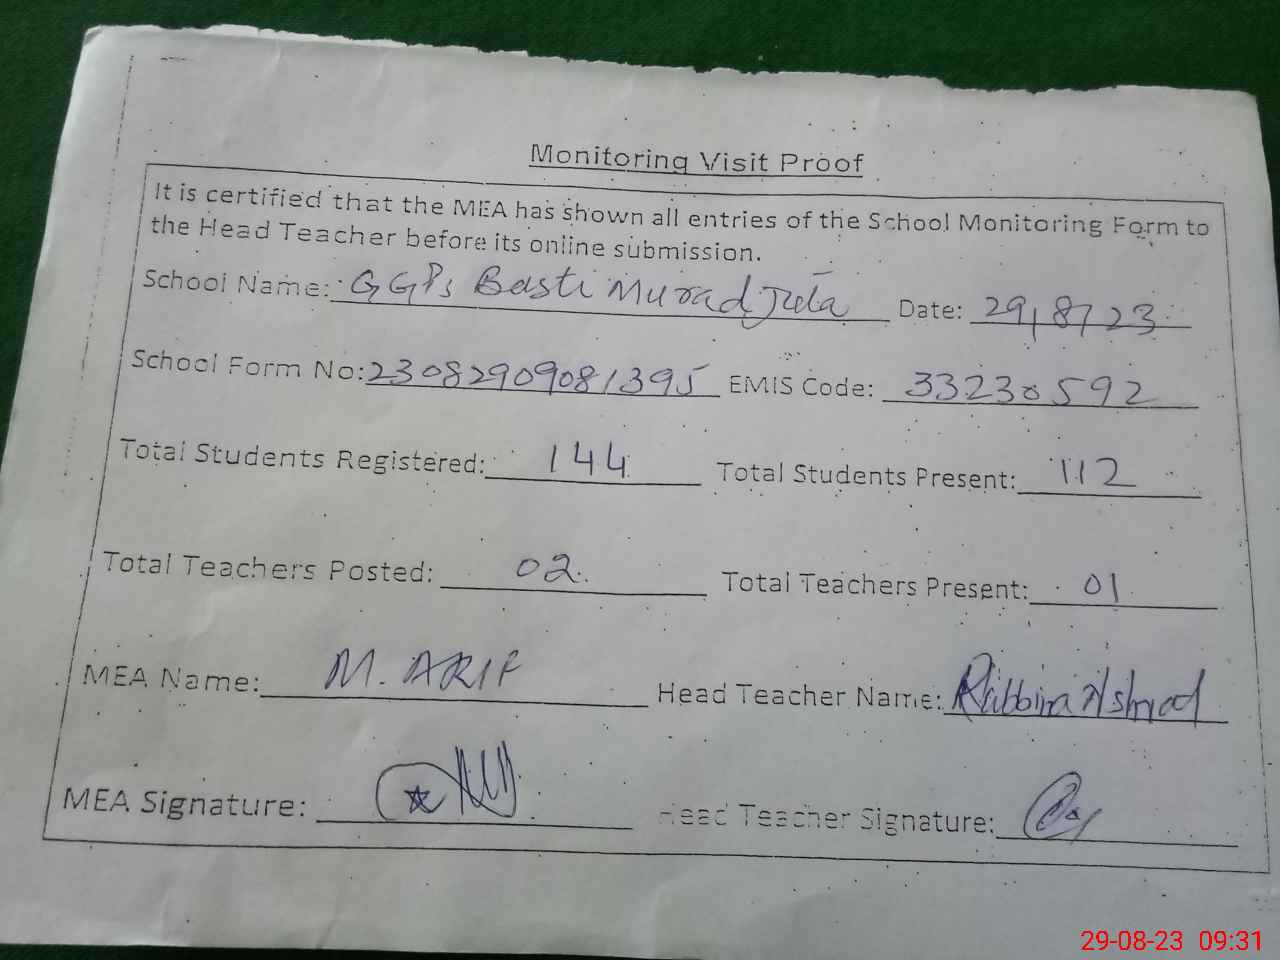 Monitoring Visit Proof
It is certified that the MEA has shown all entries of the School Monitoring Form to
the Head Teacher before its online submission.
School Name: GGPS Basti Murad Date: 29/8/23
School Form No: 23082909081395 EMIS Code: 33230592
Total Students Registered: 144 Total Students Present: 112
Total Teachers Posted: 02 Total Teachers Present: 01
MEA Name: M. ARIF Head Teacher Name:
MEA Signature: Head Teacher Signature:
29-08-23 09:31